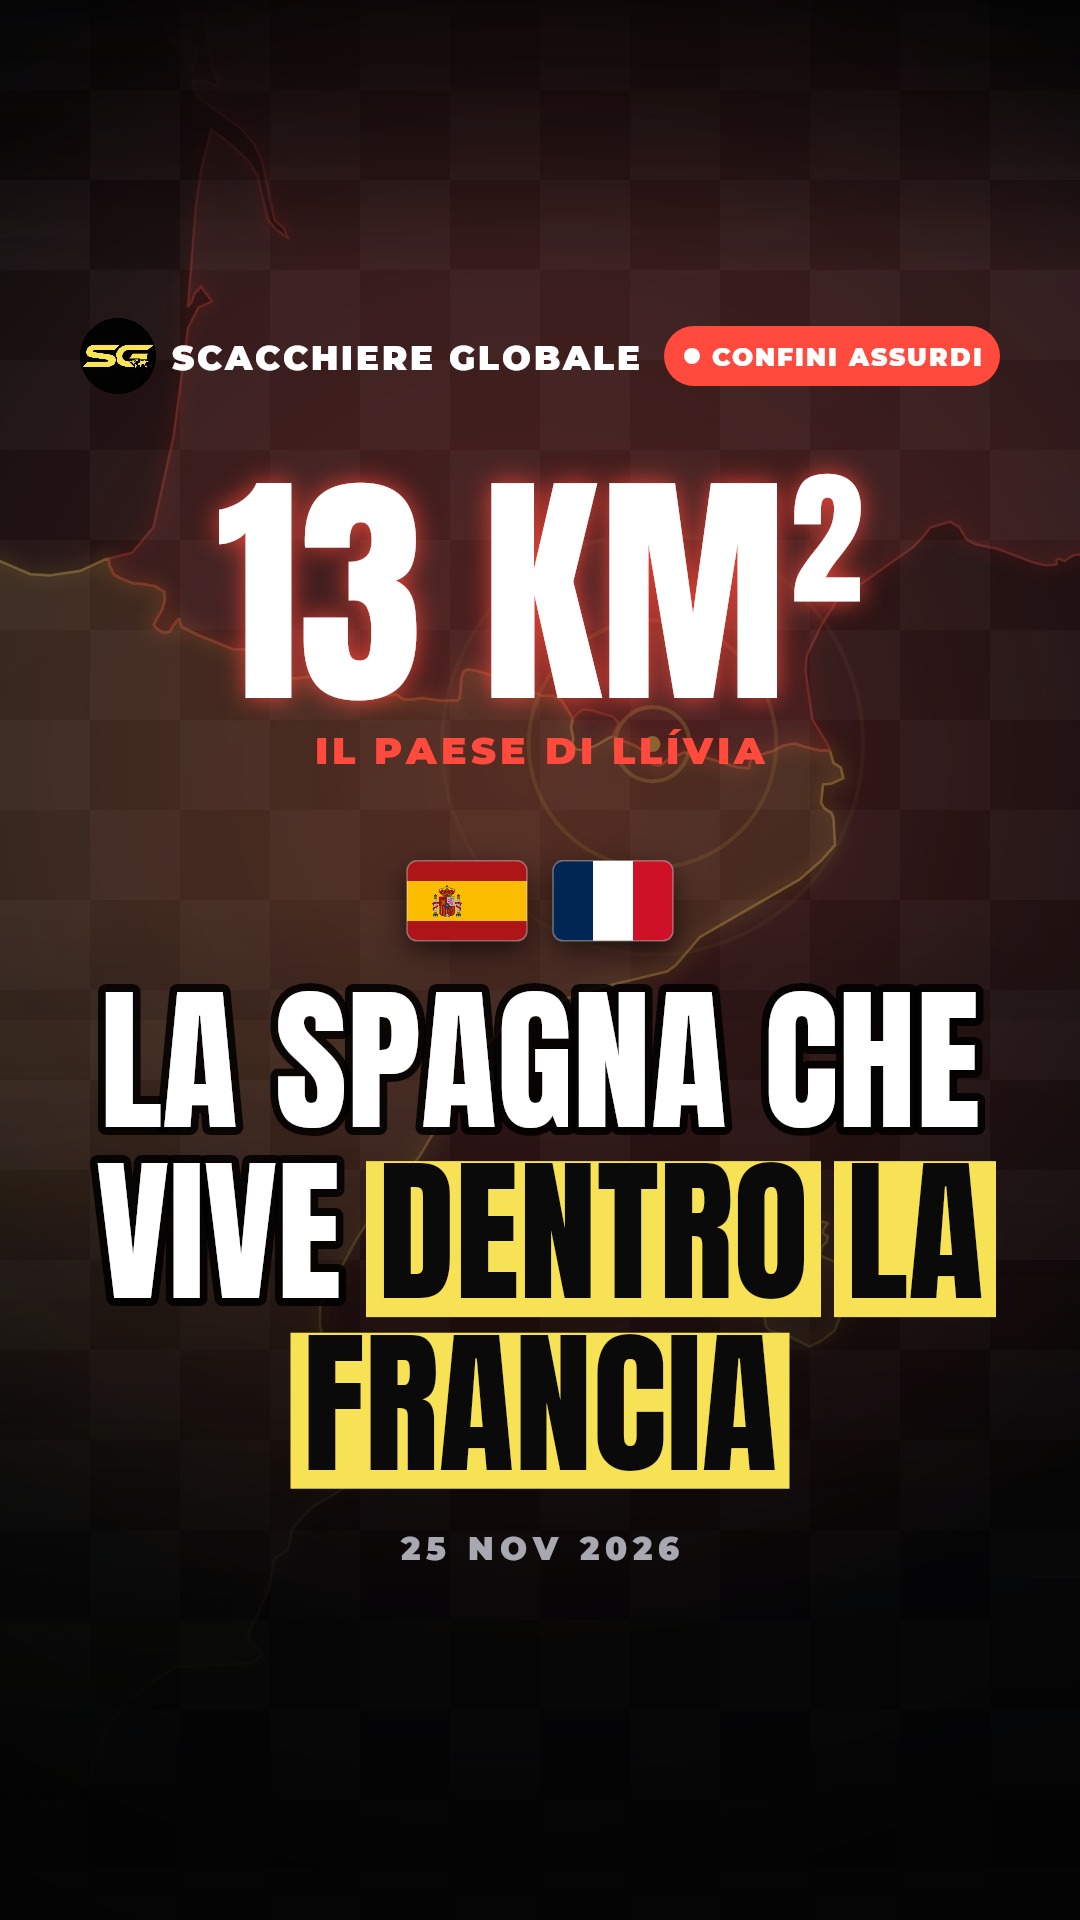 SG SCACCHIERE GLOBALE CONFINI ASSURDI
13 KM²
IL PAESE DI LLÍVIA
LA SPAGNA CHE
VIVE DENTRO LA
FRANCIA
25 NOV 2026